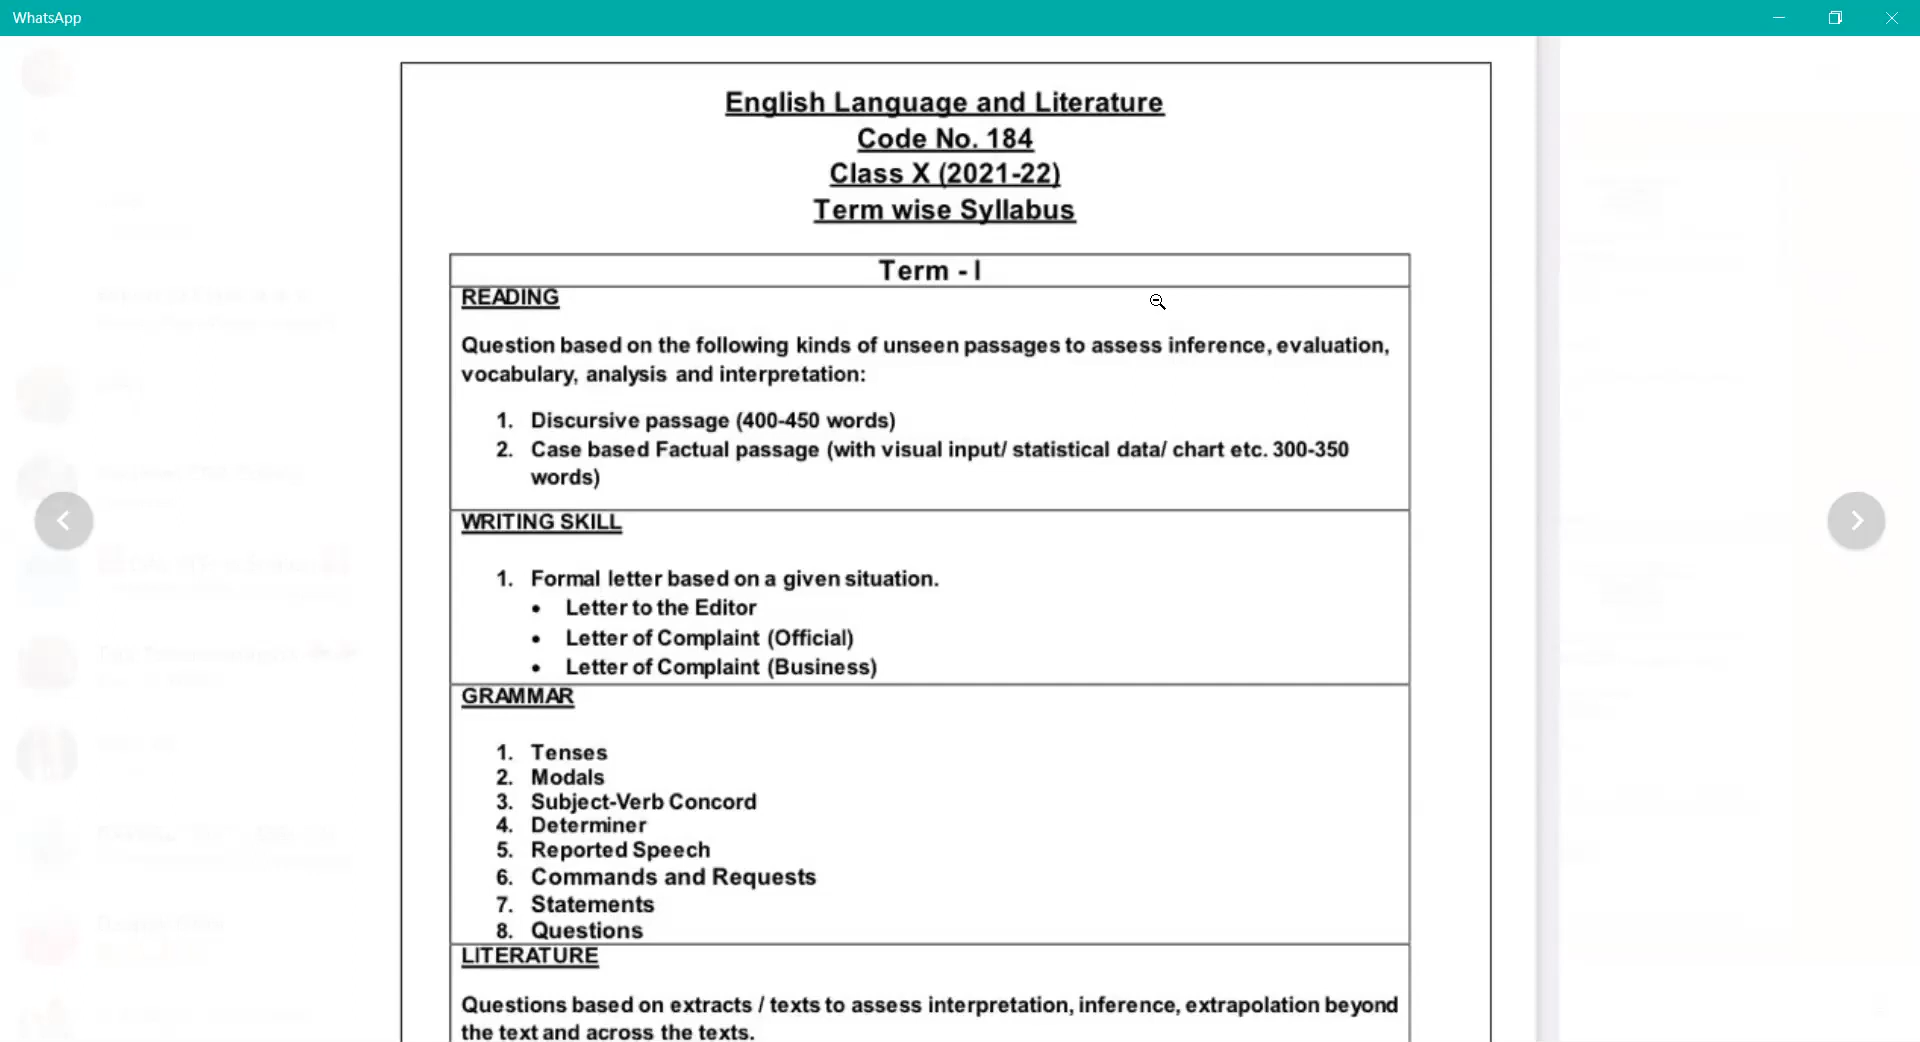 WhatsApp
English Language and Literature
Code No. 184
Class X (2021-22)
Term wise Syllabus
Term - I
READING
Question based on the following kinds of unseen passages to assess inference, evaluation,
vocabulary, analysis and interpretation:
1. Discursive passage (400-450 words)
2. Case based Factual passage (with visual input/ statistical data/ chart etc. 300-350
words)
WRITING SKILL
1. Formal letter based on a given situation.
• Letter to the Editor
• Letter of Complaint (Official)
• Letter of Complaint (Business)
GRAMMAR
1. Tenses
2. Modals
3. Subject-Verb Concord
4. Determiner
5. Reported Speech
6. Commands and Requests
7. Statements
8. Questions
LITERATURE
Questions based on extracts / texts to assess interpretation, inference, extrapolation beyond
the text and across the texts.